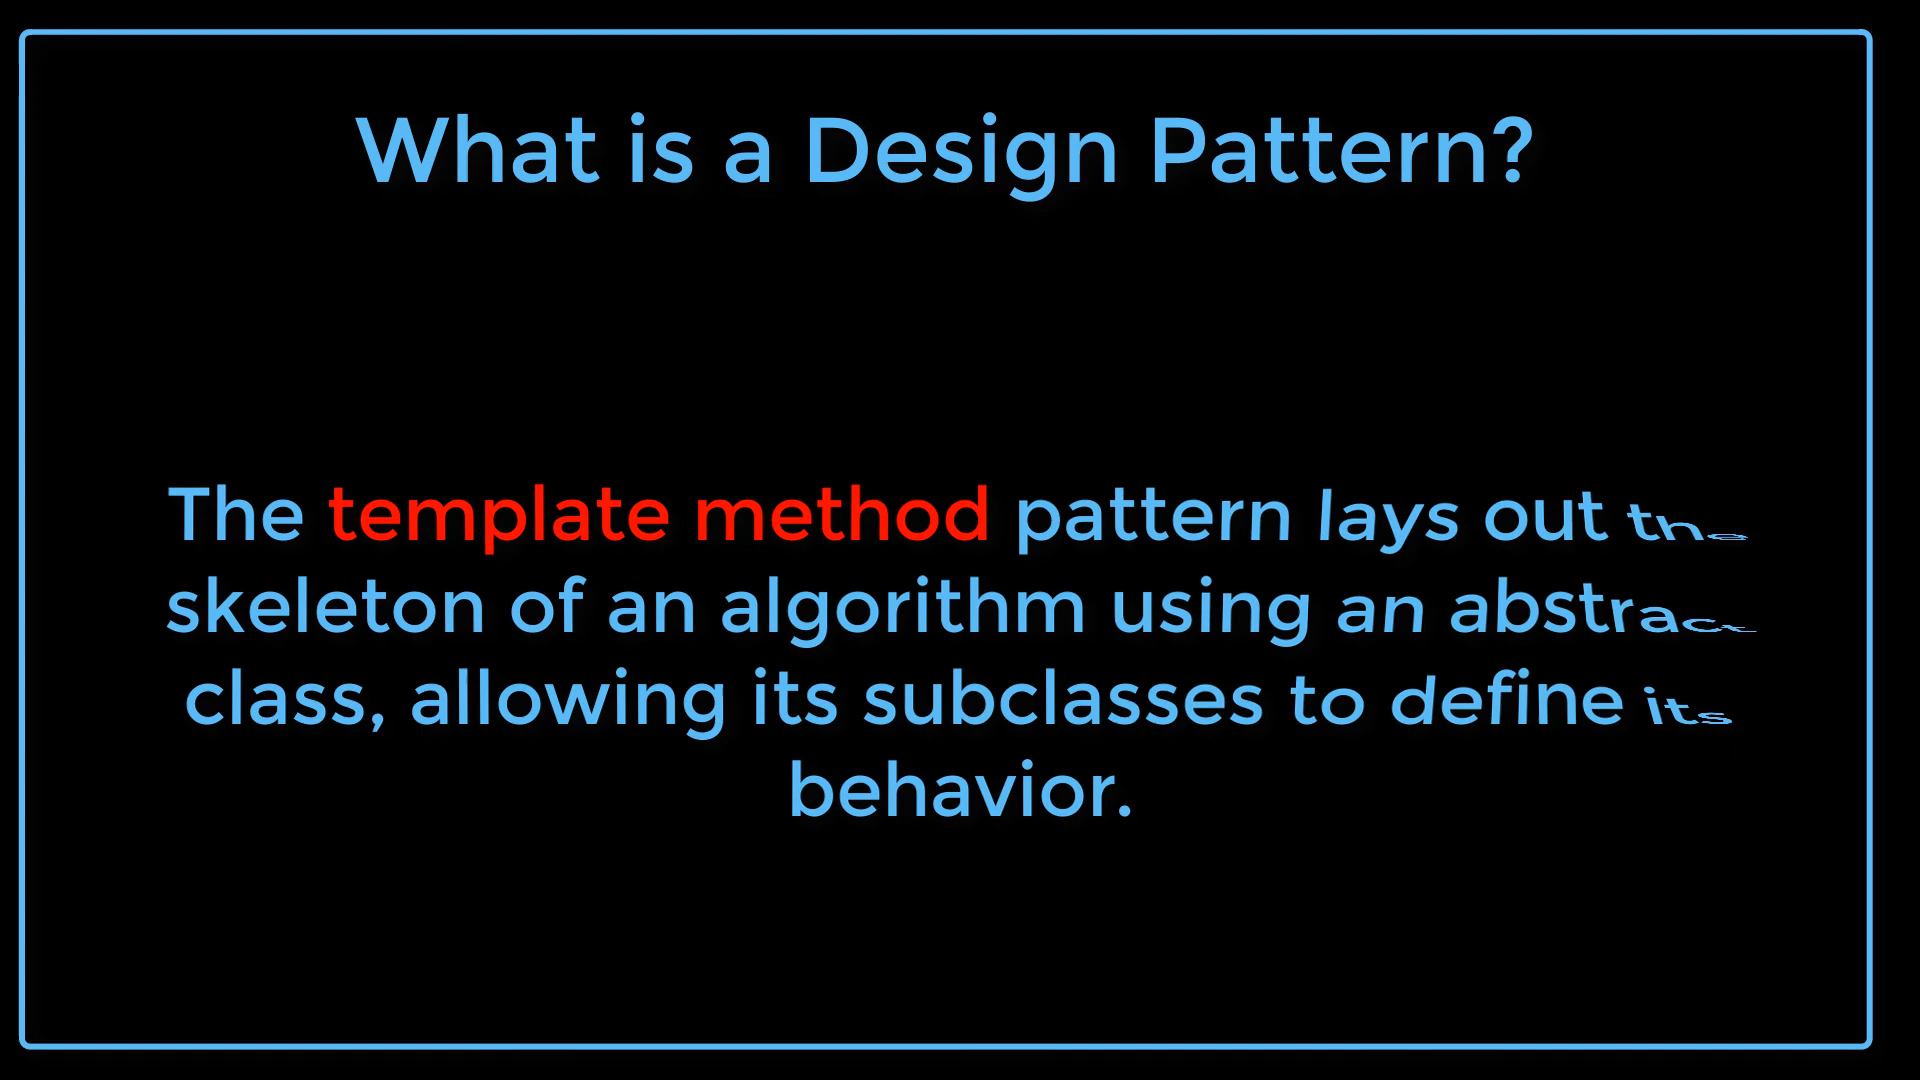 What is a Design Pattern?
The template method pattern lays out the
skeleton of an algorithm using an abstract
class, allowing its subclasses to define its
behavior.